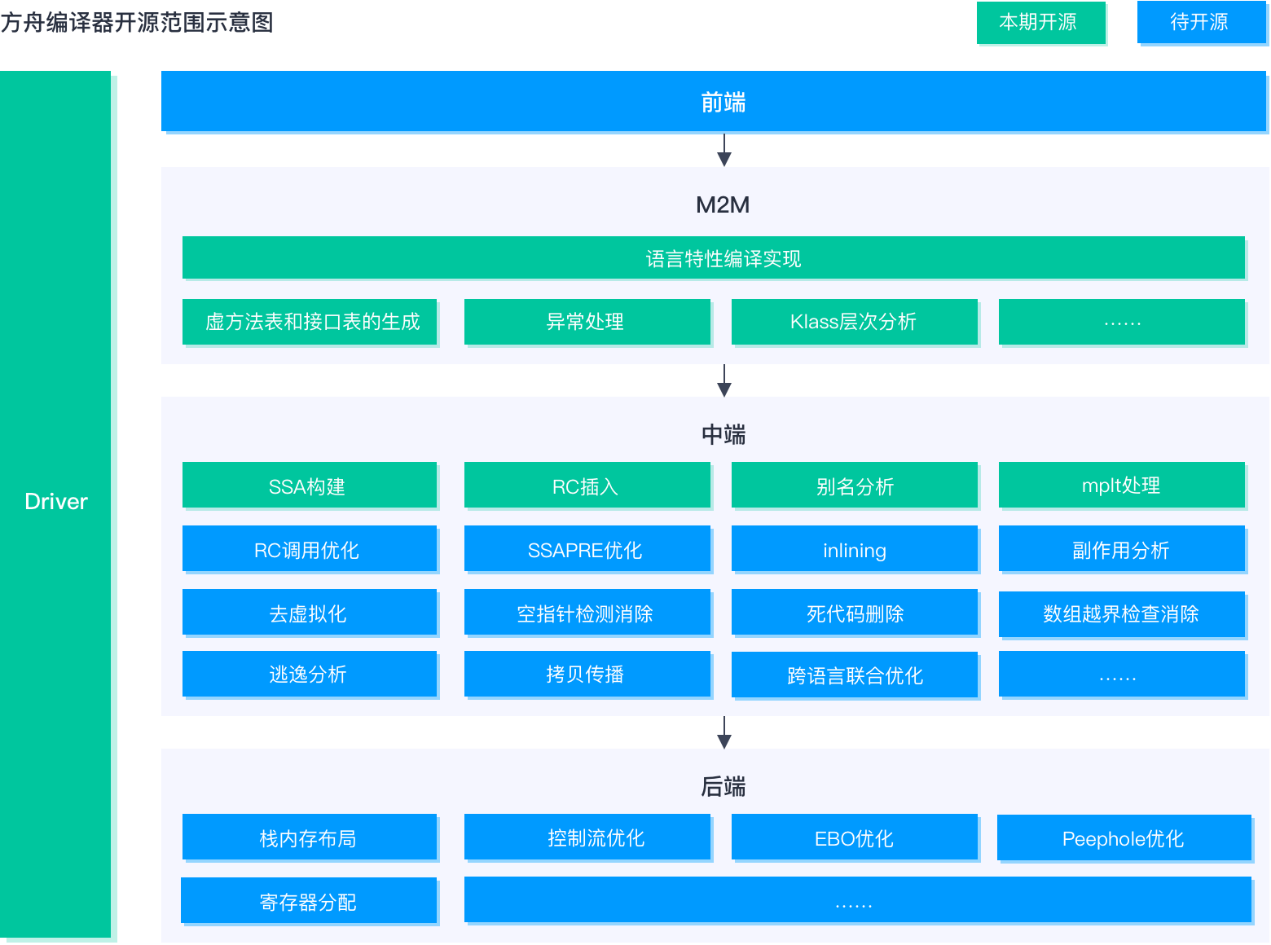 方舟编译器开源范围示意图
本期开源
待开源
Driver
前端
M2M
语言特性编译实现
虚方法表和接口表的生成
异常处理
Klass层次分析
……
中端
SSA构建
RC插入
别名分析
mplt处理
RC调用优化
SSAPRE优化
inlining
副作用分析
去虚拟化
空指针检测消除
死代码删除
数组越界检查消除
逃逸分析
拷贝传播
跨语言联合优化
……
后端
栈内存布局
控制流优化
EBO优化
Peephole优化
寄存器分配
……